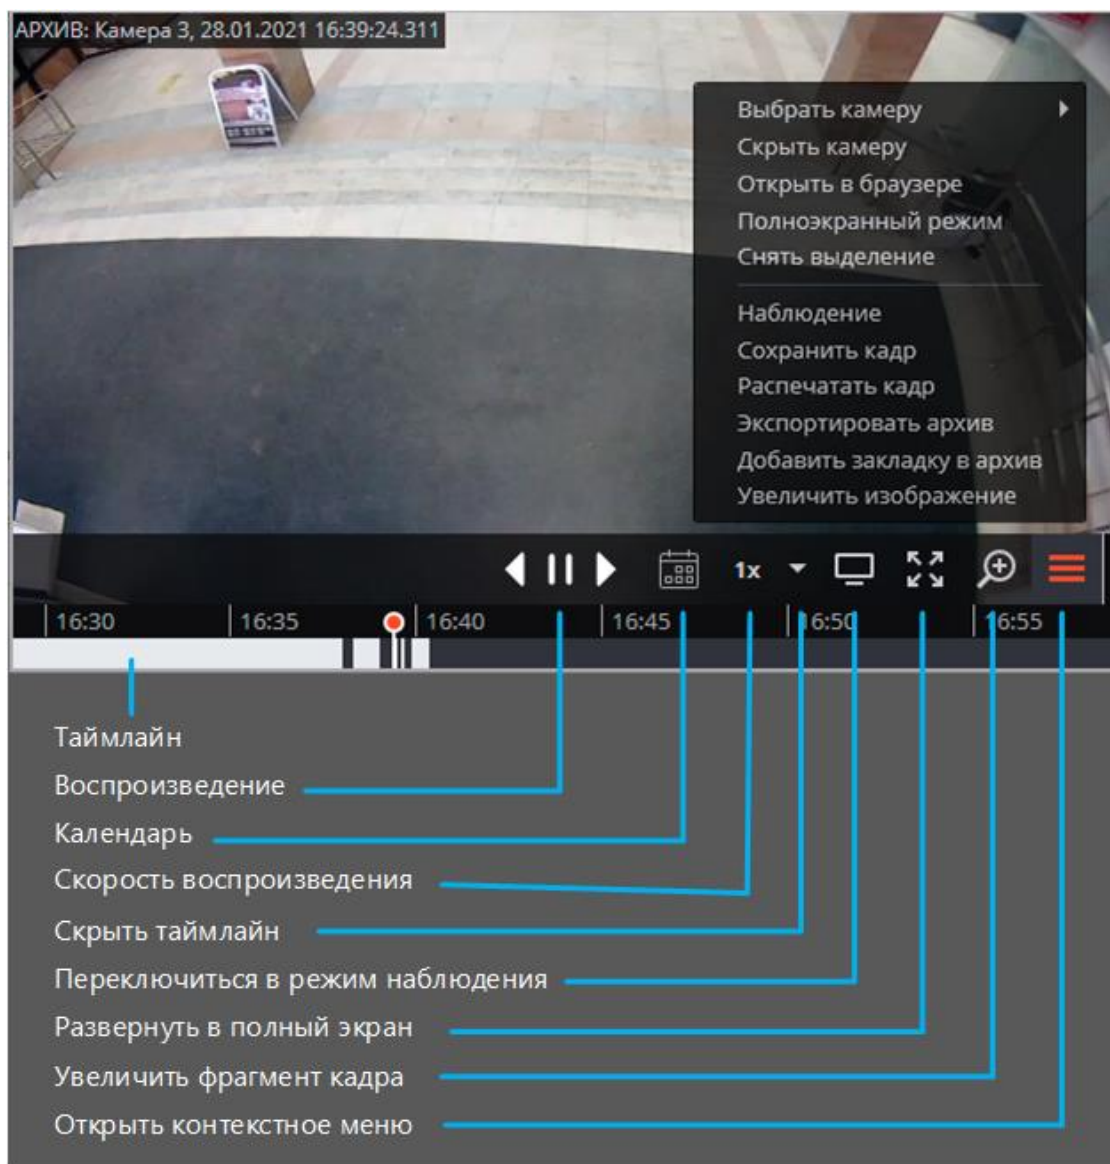 АРХИВ: Камера 3, 28.01.2021 16:39:24.311
Выбрать камеру
Скрыть камеру
Открыть в браузере
Полноэкранный режим
Снять выделение
Наблюдение
Сохранить кадр
Распечатать кадр
Экспортировать архив
Добавить закладку в архив
Увеличить изображение
1x
16:30 16:35 16:40 16:45 16:50 16:55
Таймлайн
Воспроизведение
Календарь
Скорость воспроизведения
Скрыть таймлайн
Переключиться в режим наблюдения
Развернуть в полный экран
Увеличить фрагмент кадра
Открыть контекстное меню